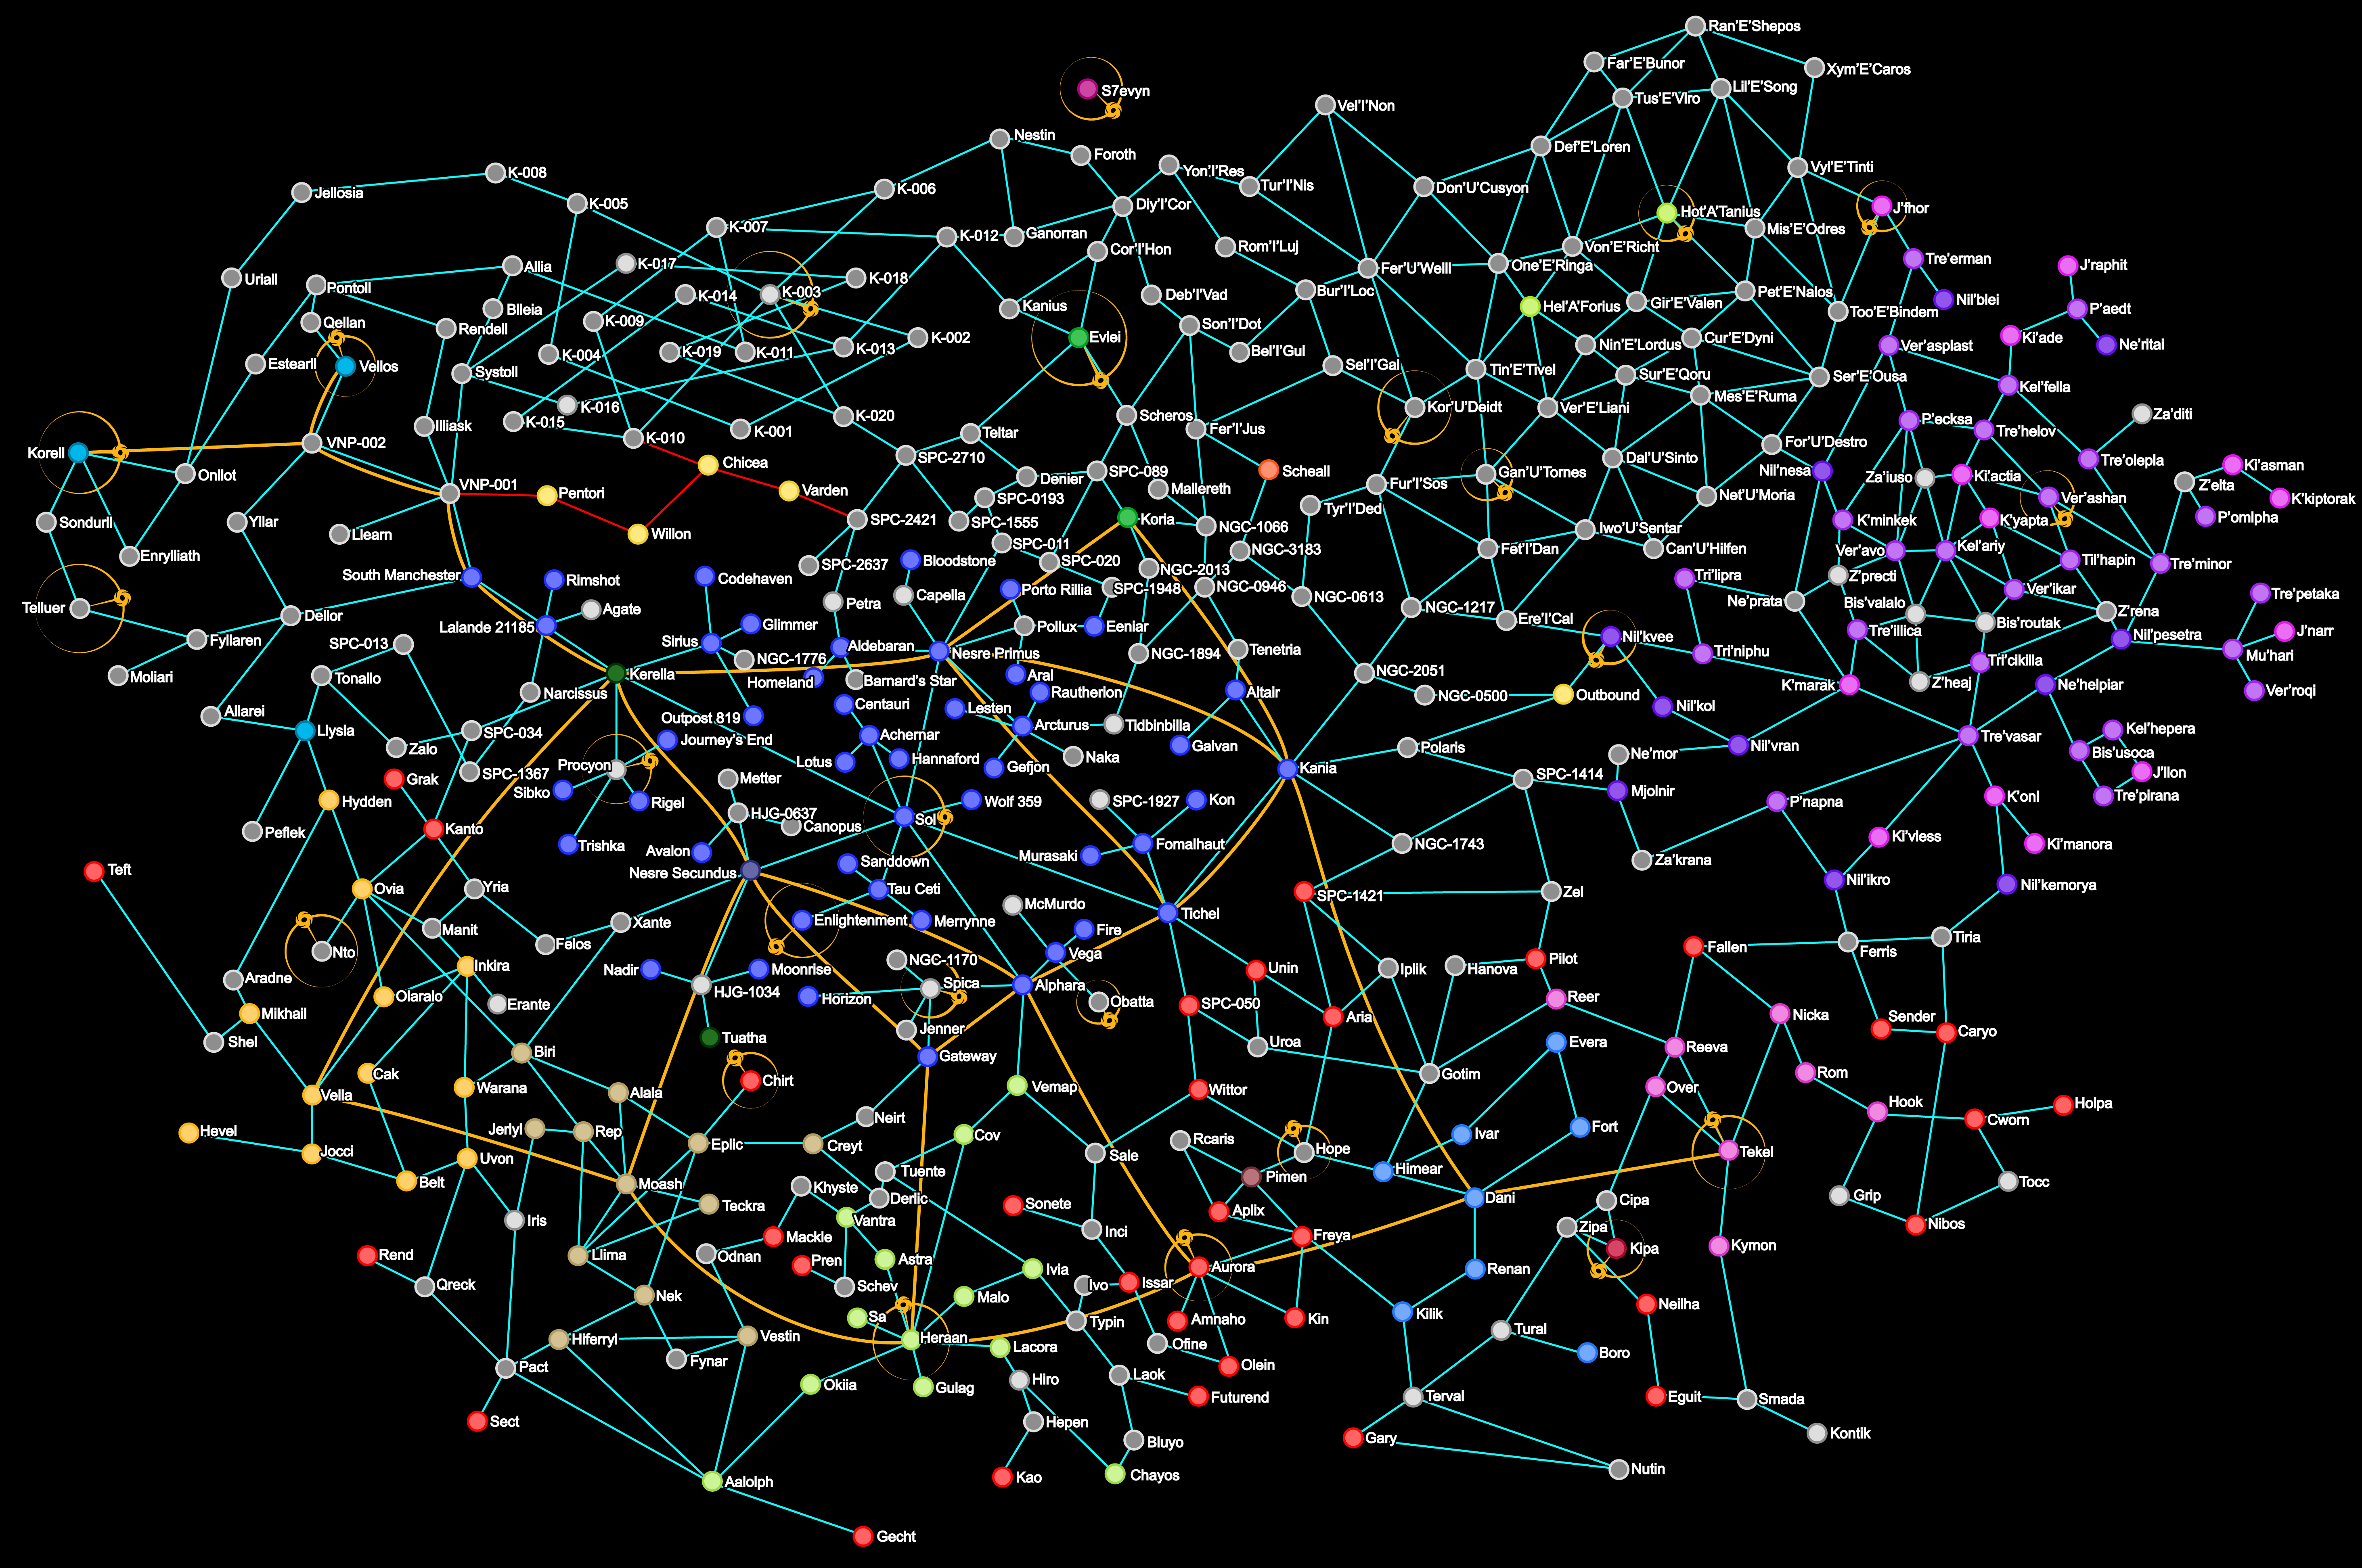 Ran'E'Shepos
Far'E'Bunor
Xym'E'Caros
Lil'E'Song
S7evyn
Tus'E'Viro
Vel'I'Non
Nestin
Foroth
Def'E'Loren
Vyl'E'Tinti
Yon'I'Res
K-008
Jellosia
K-006
Tur'I'Nis
Don'U'Cusyon
K-005
Diy'I'Cor
Hot'A'Tanius
J'fhor
K-007
K-012
Ganorran
Mis'E'Odres
Cor'I'Hon
Rom'I'Luj
Von'E'Richt
Tre'erman
K-017
Allia
Fer'U'Weill
One'E'Ringa
J'raphit
Uriall
K-018
Pontoll
K-014
K-003
Deb'I'Vad
Bur'I'Loc
Pet'E'Nalos
Nil'blei
Blleia
Kanius
Hel'A'Forius
Gir'E'Valen
Too'E'Bindem
P'aedt
Qellan
Rendell
K-009
Son'I'Dot
K-002
Evlei
Cur'E'Dyni
Ki'ade
Ne'ritai
Nin'E'Lordus
Ver'asplast
K-004
K-019
K-011
K-013
Bel'I'Gul
Estearll
Vellos
Systoll
Sel'I'Gai
Tin'E'Tivel
Sur'E'Qoru
Ser'E'Ousa
Kel'fella
Mes'E'Ruma
K-016
Kor'U'Deidt
Ver'E'Liani
K-015
K-020
Scheros
P'ecksa
Za'diti
Illiask
K-001
Teltar
Fer'I'Jus
Tre'helov
K-010
For'U'Destro
VNP-002
Korell
SPC-2710
Chicea
Dal'U'Sinto
Tre'olepla
Onllot
Denier
SPC-089
Scheall
Gan'U'Tornes
Nil'nesa
Za'iuso
Ki'actia
Ki'asman
Z'elta
VNP-001
Pentori
Varden
SPC-0193
Mallereth
Fur'I'Sos
Net'U'Moria
Ver'ashan
K'kiptorak
Tyr'I'Ded
Sondurll
Yllar
SPC-2421
SPC-1555
Koria
NGC-1066
Iwo'U'Sentar
K'minkek
K'yapta
P'omlpha
Llearn
Willon
SPC-011
NGC-3183
Fet'I'Dan
Can'U'Hilfen
Ver'avo
Kel'ariy
Enrylliath
Bloodstone
SPC-020
Til'hapin
Tre'minor
SPC-2637
NGC-2013
South Manchester
Rimshot
Codehaven
Z'precti
Tri'lipra
Porto Rillia
SPC-1948
NGC-0946
Ver'ikar
Capella
NGC-0613
Tre'petaka
Telluer
Agate
Petra
NGC-1217
Ne'prata
Bis'valalo
Z'rena
Dellor
Lalande 21185
Glimmer
Pollux
Eeniar
Ere'I'Cal
Bis'routak
Tre'illica
Nil'kvee
Nil'pesetra
J'narr
Fyllaren
SPC-013
Sirius
Aldebaran
Nesre Primus
NGC-1894
Tenetria
Tri'niphu
Mu'hari
NGC-1776
Tri'cikilla
Moliari
Tonallo
Kerella
Homeland
Barnard's Star
Aral
NGC-2051
K'marak
Z'heaj
Ne'helpiar
Ver'roqi
Narcissus
Rautherion
Altair
NGC-0500
Outbound
Nil'kol
Allarei
Centauri
Lesten
Outpost 819
Arcturus
Tidbinbilla
Llysia
SPC-034
Kel'hepera
Zalo
Journey's End
Achernar
Galvan
Polaris
Ne'mor
Nil'vran
Tre'vasar
Bis'usoca
Hannaford
Naka
Procyon
Lotus
Gefjon
Kania
SPC-1367
Grak
Metter
SPC-1414
J'llon
Mjolnir
Sibko
Hydden
Rigel
Wolf 359
SPC-1927
Kon
P'napna
K'onl
Tre'pirana
HJG-0637
Sol
Peflek
Kanto
Canopus
Trishka
Avalon
Fomalhaut
NGC-1743
Ki'vless
Ki'manora
Murasaki
Sanddown
Za'krana
Teft
Nesre Secundus
Ovia
Yria
Tau Ceti
Nil'ikro
Nil'kemorya
SPC-1421
Zel
McMurdo
Enlightenment
Merrynne
Tichel
Xante
Manit
Fire
Felos
Nto
Vega
Fallen
Ferris
Tiria
Inkira
Nadir
Moonrise
NGC-1170
Unin
Iplik
Hanova
Pilot
Aradne
HJG-1034
Spica
Alphara
Olaralo
Erante
Horizon
Obatta
SPC-050
Reer
Mikhail
Aria
Nicka
Jenner
Sender
Caryo
Shel
Tuatha
Biri
Gateway
Uroa
Evera
Reeva
Cak
Chirt
Gotim
Rom
Vella
Warana
Alala
Vemap
Wittor
Over
Hook
Holpa
Neirt
Cworn
Hevel
Jerlyl
Rep
Cov
Ivar
Fort
Eplic
Creyt
Rcaris
Jocci
Uvon
Sale
Hope
Tekel
Himear
Tuente
Pimen
Belt
Moash
Khyste
Tocc
Derlic
Grip
Teckra
Sonete
Dani
Cipa
Iris
Vantra
Aplix
Nibos
Inci
Zipa
Mackle
Freya
Rend
Llima
Odnan
Kipa
Kymon
Pren
Astra
Ivia
Aurora
Renan
Qreck
Schev
Ivo
Issar
Nek
Malo
Neilha
Kilik
Sa
Typin
Amnaho
Kin
Hiferryl
Vestin
Heraan
Tural
Lacora
Ofine
Boro
Pact
Fynar
Olein
Okiia
Gulag
Hiro
Laok
Terval
Eguit
Smada
Futurend
Sect
Hepen
Kontik
Bluyo
Gary
Aalolph
Kao
Chayos
Nutin
Gecht